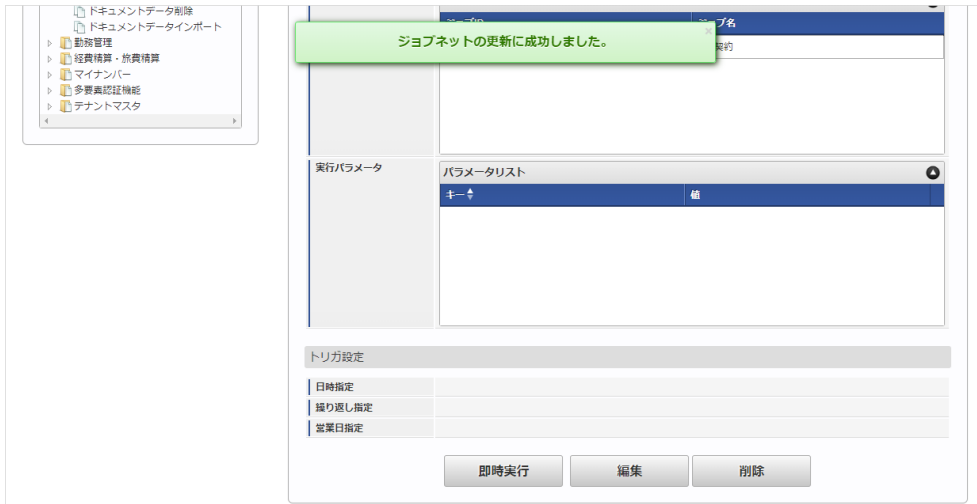 ドキュメントデータ削除
ドキュメントデータインポート
勤務管理
経費精算・旅費精算
マイナンバー
多要素認証機能
テナントマスタ
ジョブネットの更新に成功しました。
×
契約
実行パラメータ
パラメータリスト
キー
値
トリガ設定
日時指定
繰り返し指定
営業日指定
即時実行
編集
削除